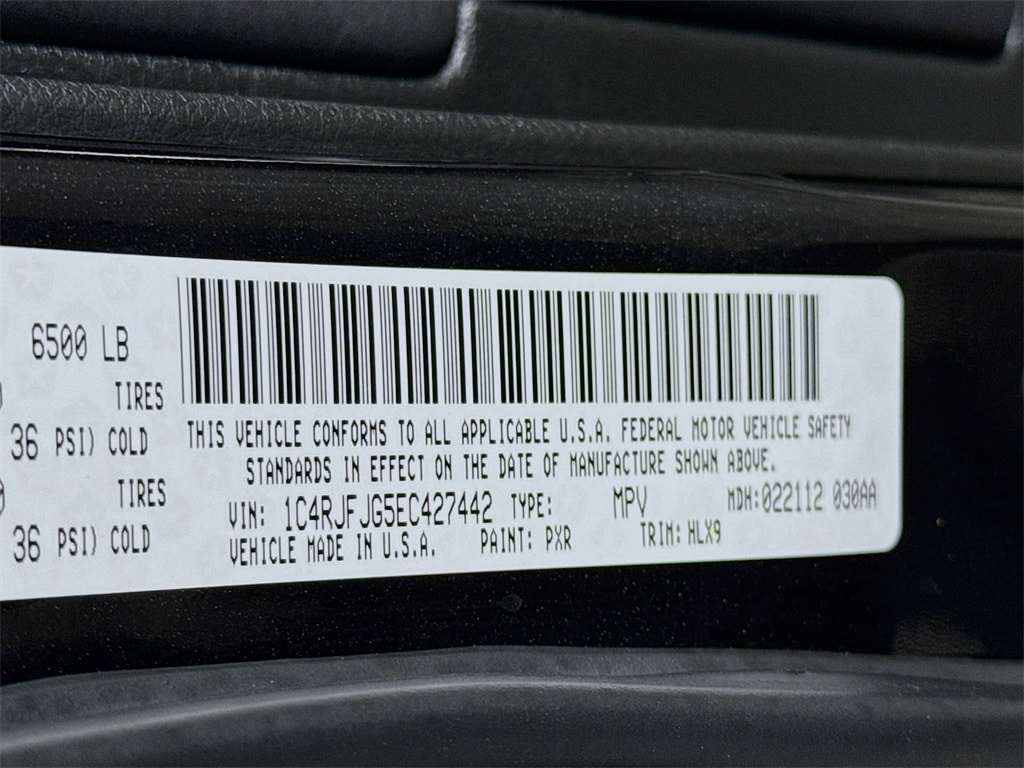 6500 LB
TIRES
36 PSI) COLD
TIRES
36 PSI) COLD
THIS VEHICLE CONFORMS TO ALL APPLICABLE U.S.A. FEDERAL MOTOR VEHICLE SAFETY
STANDARDS IN EFFECT ON THE DATE OF MANUFACTURE SHOWN ABOVE.
VIN: 1C4RJFJG5EC427442 TYPE: MPV MDH:022112 030AA
VEHICLE MADE IN U.S.A. PAINT: PXR TRIM: HLX9